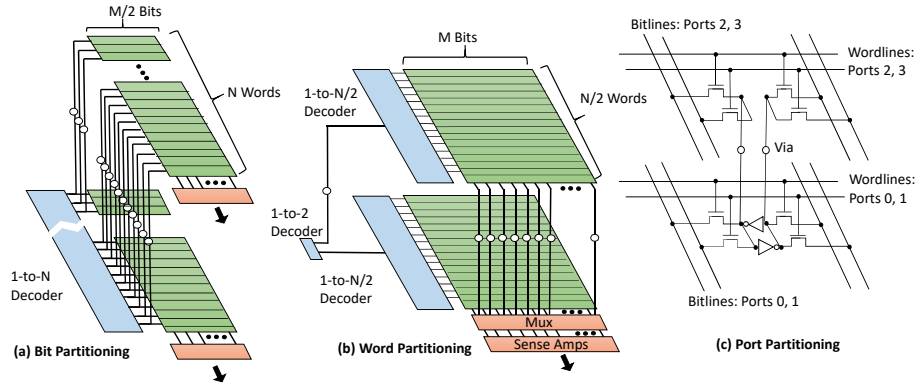 M/2 Bits
N Words
1-to-N
Decoder
(a) Bit Partitioning
M Bits
1-to-N/2
Decoder
N/2 Words
1-to-2
Decoder
1-to-N/2
Decoder
Mux
Sense Amps
(b) Word Partitioning
Bitlines: Ports 2, 3
Wordlines:
Ports 2, 3
Via
Wordlines:
Ports 0, 1
Bitlines: Ports 0, 1
(c) Port Partitioning